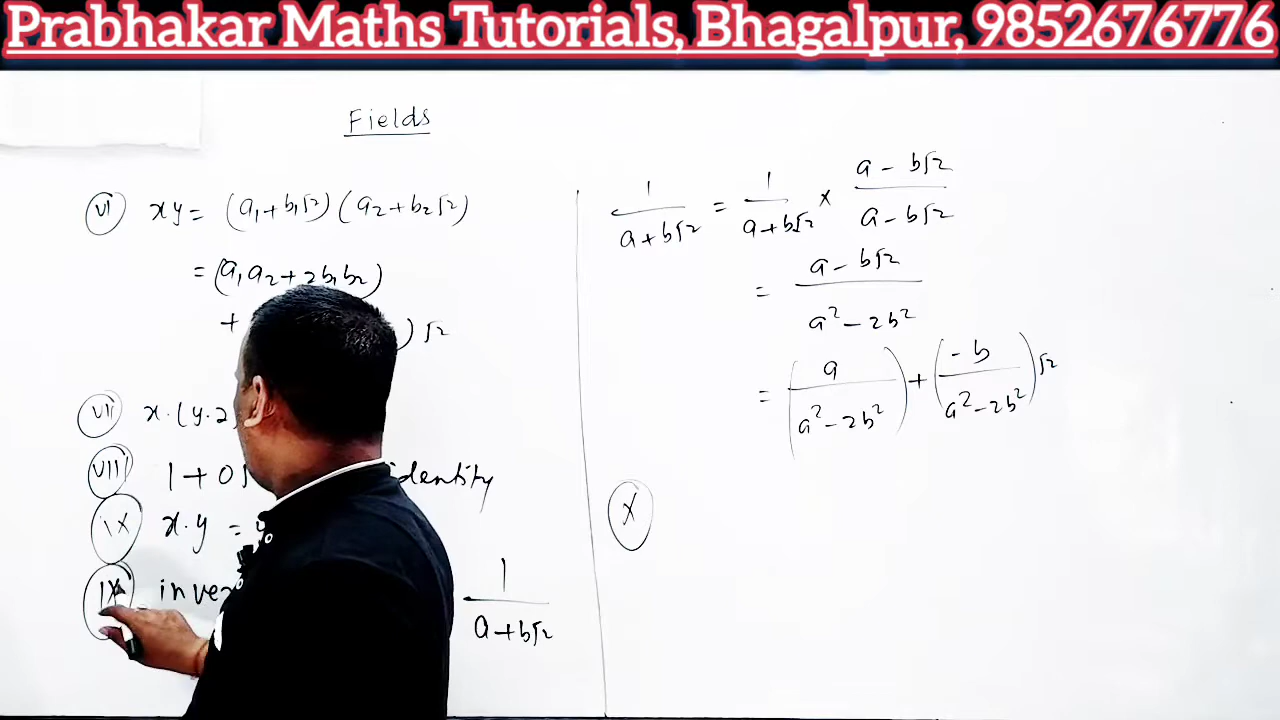 Prabhakar Maths Tutorials, Bhagalpur, 9852676776
Fields
(vi) xy = (a₁+b₁√2)(a₂+b₂√2)
= (a₁a₂+2b₁b₂)
+ )√2
(vii) x.(y.z)
(viii) 1+0√ identity
(ix) x.y =
(ix) inve
1/(a+b√2)
1/(a+b√2) = 1/(a+b√2) × (a-b√2)/(a-b√2)
= (a-b√2)/(a²-2b²)
= (a/(a²-2b²)) + (-b/(a²-2b²))√2
(x)